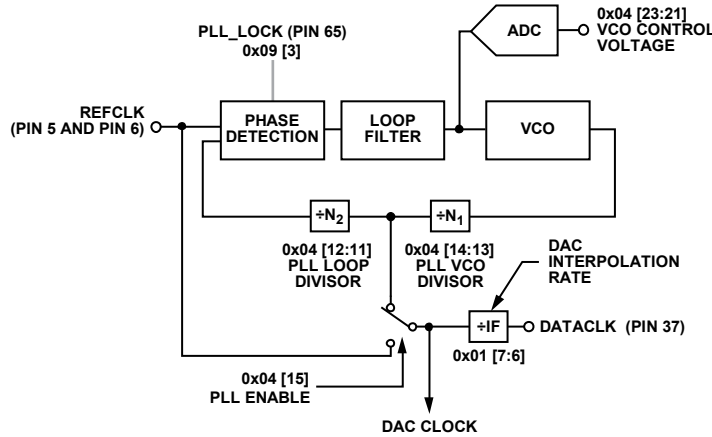 0x04 [23:21]
VCO CONTROL
VOLTAGE
ADC
PLL_LOCK (PIN 65)
0x09 [3]
REFCLK
(PIN 5 AND PIN 6)
PHASE
DETECTION
LOOP
FILTER
VCO
÷N2
÷N1
0x04 [12:11]
PLL LOOP
DIVISOR
0x04 [14:13]
PLL VCO
DIVISOR
DAC
INTERPOLATION
RATE
÷IF
DATACLK (PIN 37)
0x01 [7:6]
0x04 [15]
PLL ENABLE
DAC CLOCK